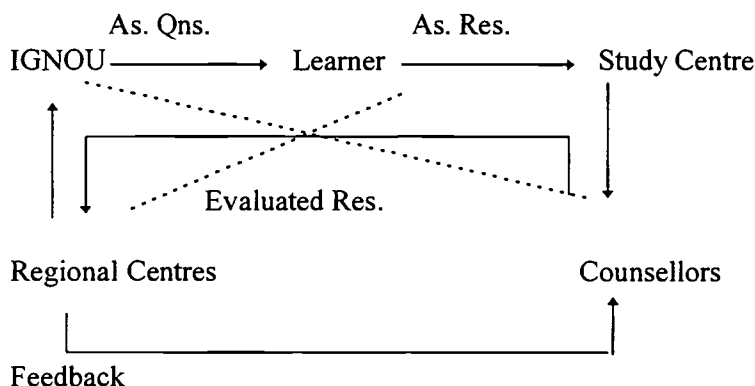 As. Qns. As. Res.
IGNOU Learner Study Centre
Evaluated Res.
Regional Centres Counsellors
Feedback